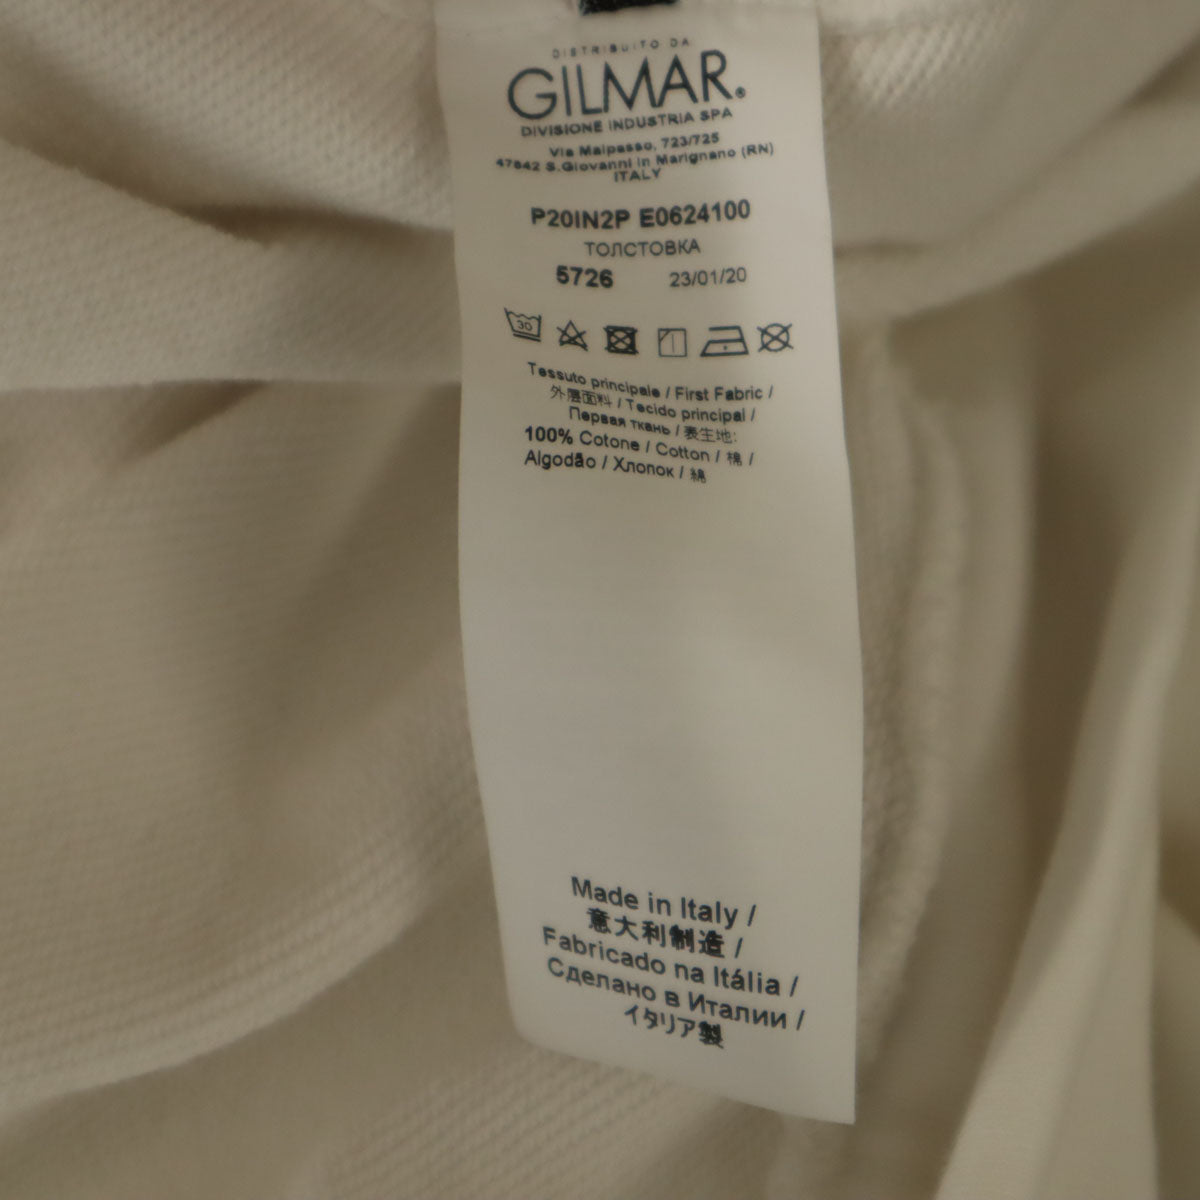 DISTRIBUITO DA
GILMAR®
DIVISIONE INDUSTRIA SPA
Via Malpasso, 723/725
47842 S.Giovanni in Marignano (RN)
ITALY
P20IN2P E0624100
ТОЛСТОВКА
5726 23/01/20
30
Tessuto principale / First Fabric /
外层面料 / Tecido principal /
Первая ткань / 表生地:
100% Cotone / Cotton / 棉 /
Algodão / Хлопок / 綿
Made in Italy /
意大利制造 /
Fabricado na Itália /
Сделано в Италии /
イタリア製